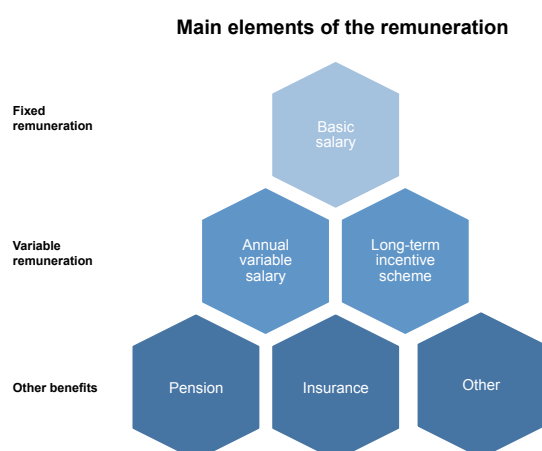 Main elements of the remuneration
Fixed
remuneration
Basic
salary
Variable
remuneration
Annual
variable
salary
Long-term
incentive
scheme
Other benefits
Pension
Insurance
Other